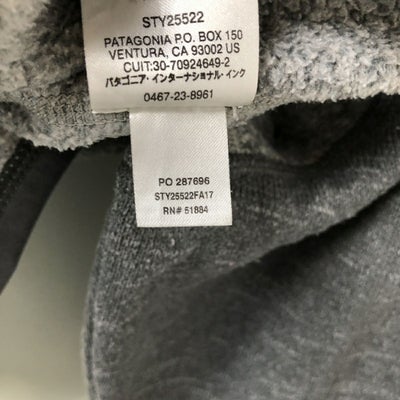 STY25522
PATAGONIA P.O. BOX 150
VENTURA, CA 93002 US
CUIT:30-70924649-2
パタゴニア・インターナショナル・インク
0467-23-8961
PO 287696
STY25522FA17
RN# 51884